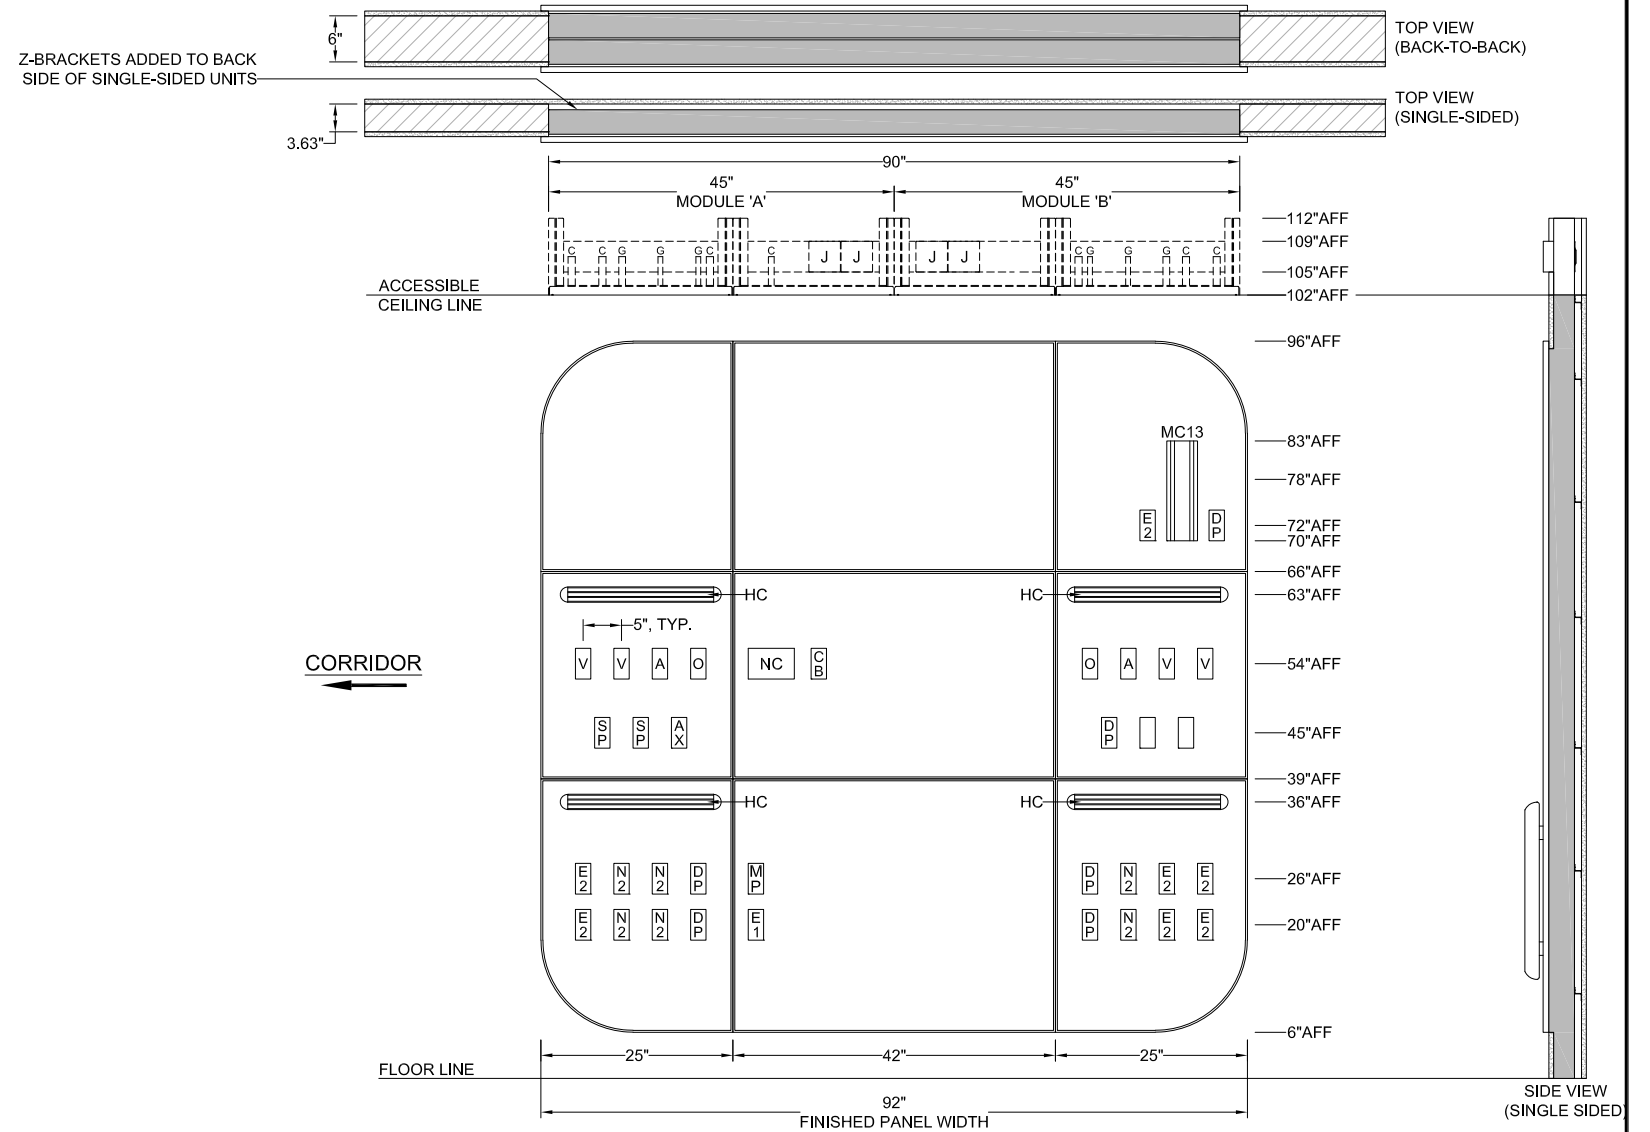 6"
TOP VIEW
(BACK-TO-BACK)
Z-BRACKETS ADDED TO BACK
SIDE OF SINGLE-SIDED UNITS
TOP VIEW
(SINGLE-SIDED)
3.63"
90"
45" 45"
MODULE 'A' MODULE 'B'
112"AFF
109"AFF
C C G G G C C J J J J C G G G C C
105"AFF
ACCESSIBLE
CEILING LINE
102"AFF
96"AFF
MC13
83"AFF
78"AFF
E2 DP
72"AFF
70"AFF
66"AFF
HC HC 63"AFF
5", TYP.
CORRIDOR
V V A O NC CB O A V V 54"AFF
SP SP AX DP 45"AFF
39"AFF
HC HC 36"AFF
E2 N2 N2 DP MP DP N2 E2 E2 26"AFF
E2 N2 N2 DP E1 DP N2 E2 E2 20"AFF
6"AFF
25" 42" 25"
FLOOR LINE
92"
FINISHED PANEL WIDTH
SIDE VIEW
(SINGLE SIDED)